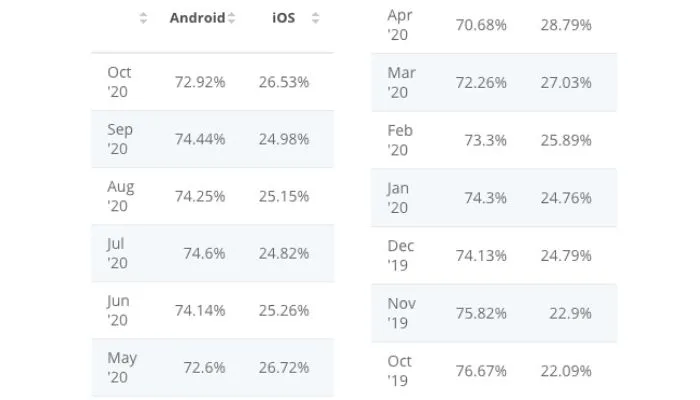 Android iOS
Oct '20 72.92% 26.53%
Sep '20 74.44% 24.98%
Aug '20 74.25% 25.15%
Jul '20 74.6% 24.82%
Jun '20 74.14% 25.26%
May '20 72.6% 26.72%
Apr '20 70.68% 28.79%
Mar '20 72.26% 27.03%
Feb '20 73.3% 25.89%
Jan '20 74.3% 24.76%
Dec '19 74.13% 24.79%
Nov '19 75.82% 22.9%
Oct '19 76.67% 22.09%